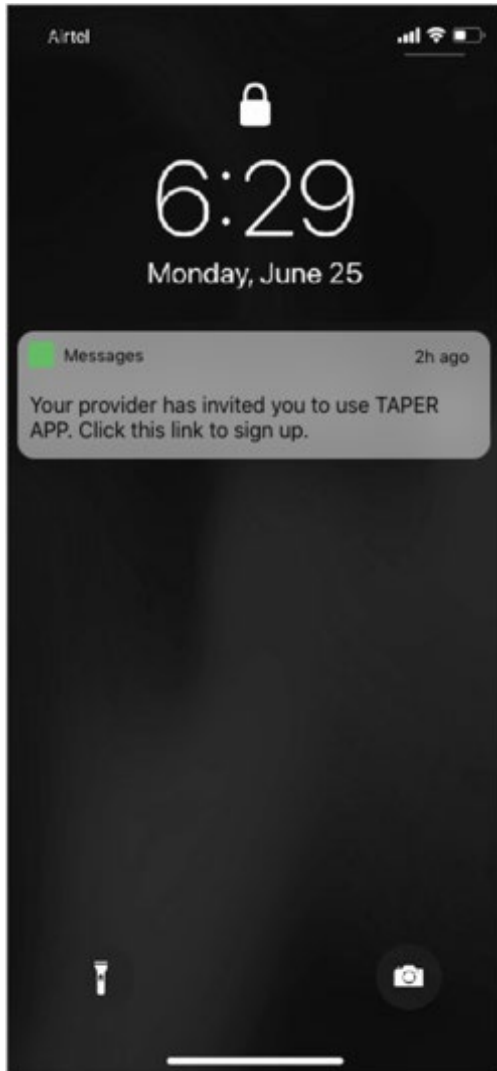 Airtel
6:29
Monday, June 25
Messages 2h ago
Your provider has invited you to use TAPER
APP. Click this link to sign up.